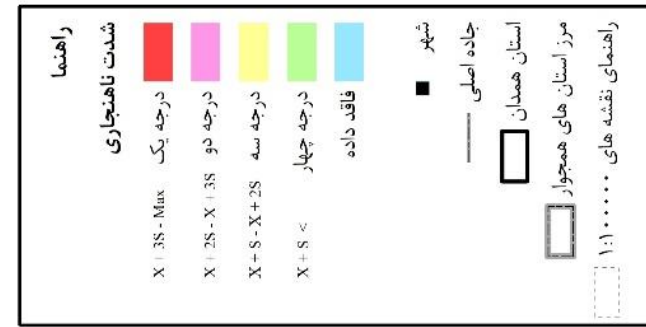 راهنما
شدت ناهنجاری
درجه یک X + 3S - Max
درجه دو X + 2S - X + 3S
درجه سه X + S - X + 2S
درجه چهار X + S <
فاقد داده
شهر
جاده اصلی
استان همدان
مرز استان های همجوار
راهنمای نقشه های ۱:۱۰۰۰۰۰